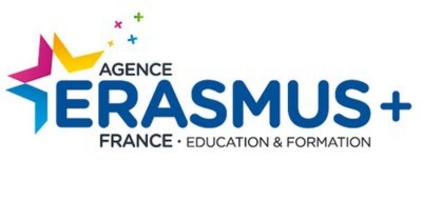 AGENCE
ERASMUS+
FRANCE · EDUCATION & FORMATION